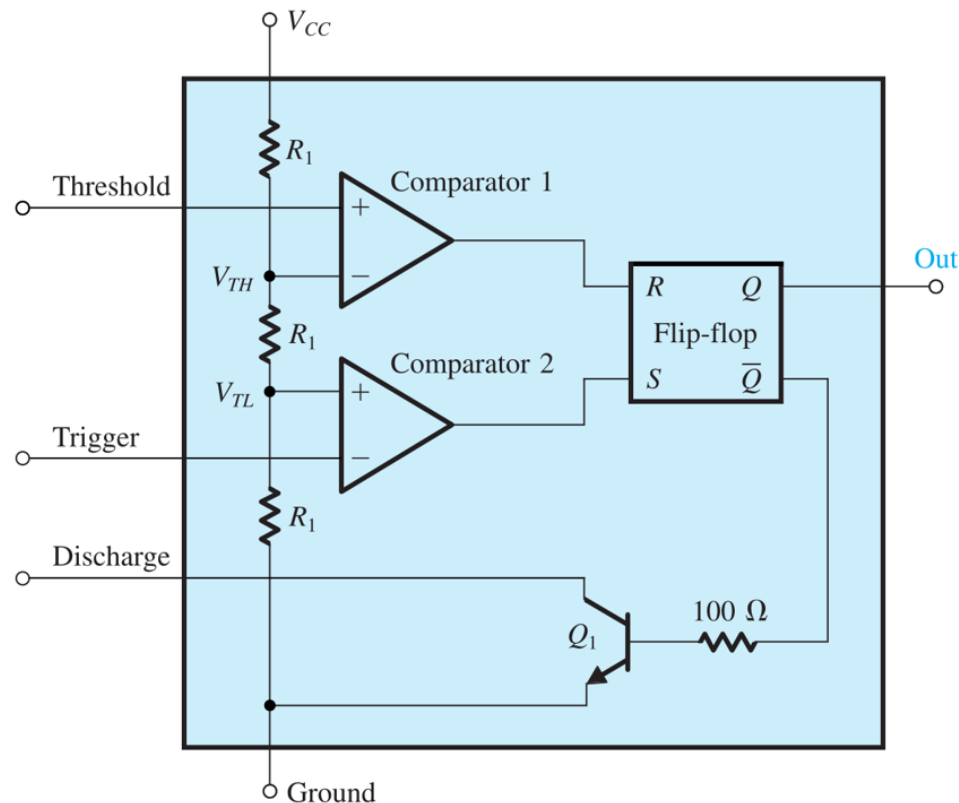 V_CC
R_1
Threshold
Comparator 1
+
V_TH
−
Out
R Q
Flip-flop
S Q̅
R_1
Comparator 2
V_TL
+
Trigger
−
R_1
Discharge
100 Ω
Q_1
Ground